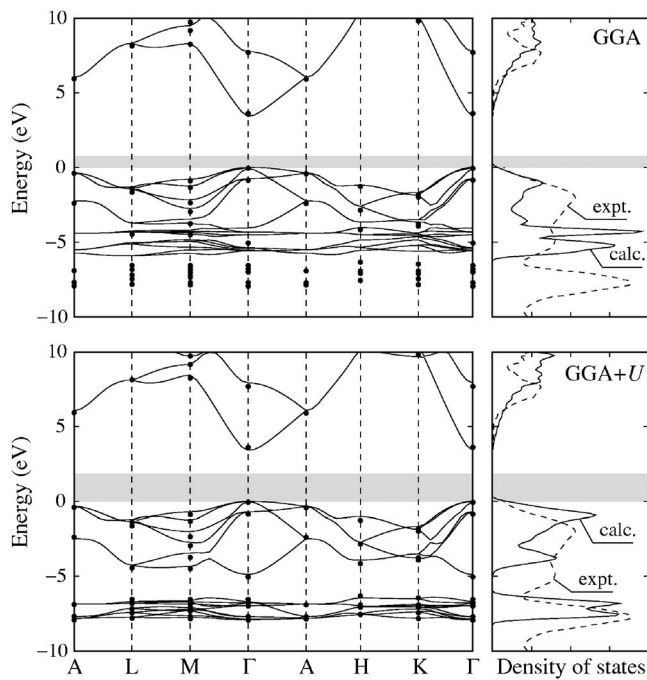 10
GGA
5
Energy (eV)
0
expt.
−5
calc.
−10
10
GGA+U
5
Energy (eV)
0
calc.
−5
expt.
−10
A L M Γ A H K Γ Density of states